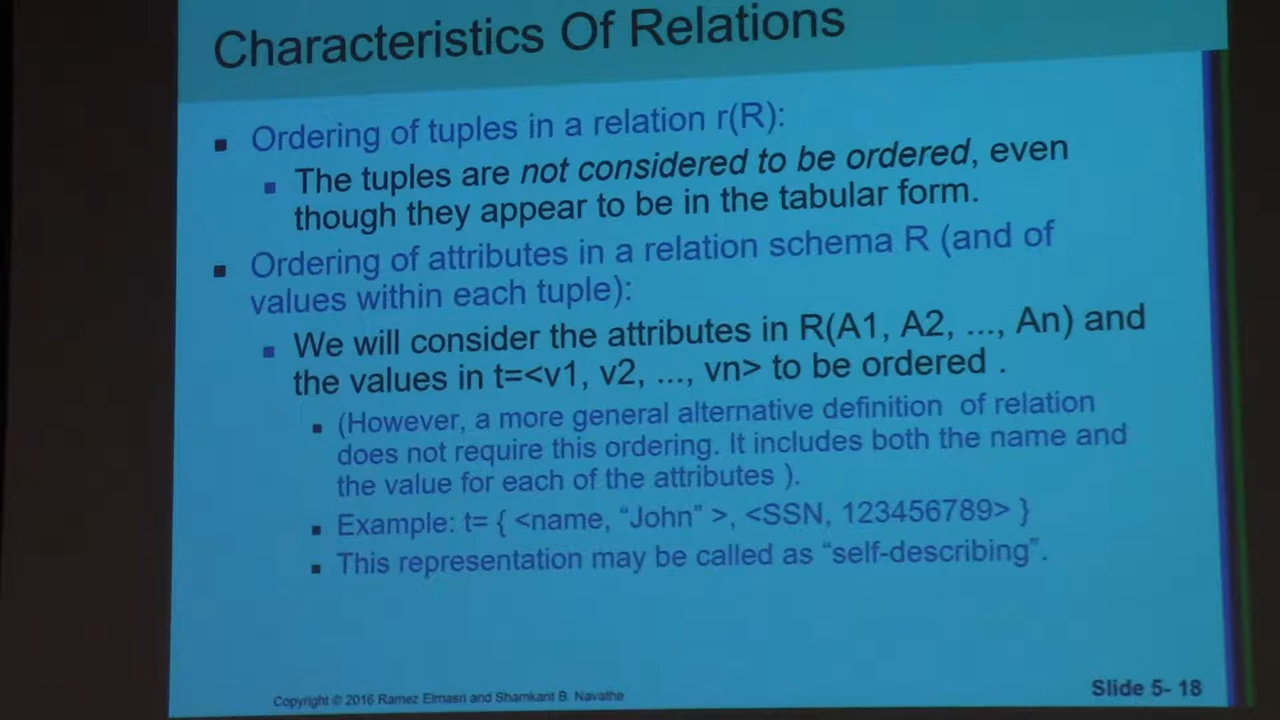 Characteristics Of Relations
Ordering of tuples in a relation r(R):
The tuples are not considered to be ordered, even
though they appear to be in the tabular form.
Ordering of attributes in a relation schema R (and of
values within each tuple):
We will consider the attributes in R(A1, A2, ..., An) and
the values in t=<v1, v2, ..., vn> to be ordered .
(However, a more general alternative definition of relation
does not require this ordering. It includes both the name and
the value for each of the attributes ).
Example: t= { <name, “John” >, <SSN, 123456789> }
This representation may be called as “self-describing”.
Copyright © 2016 Ramez Elmasri and Shamkant B. Navathe
Slide 5- 18